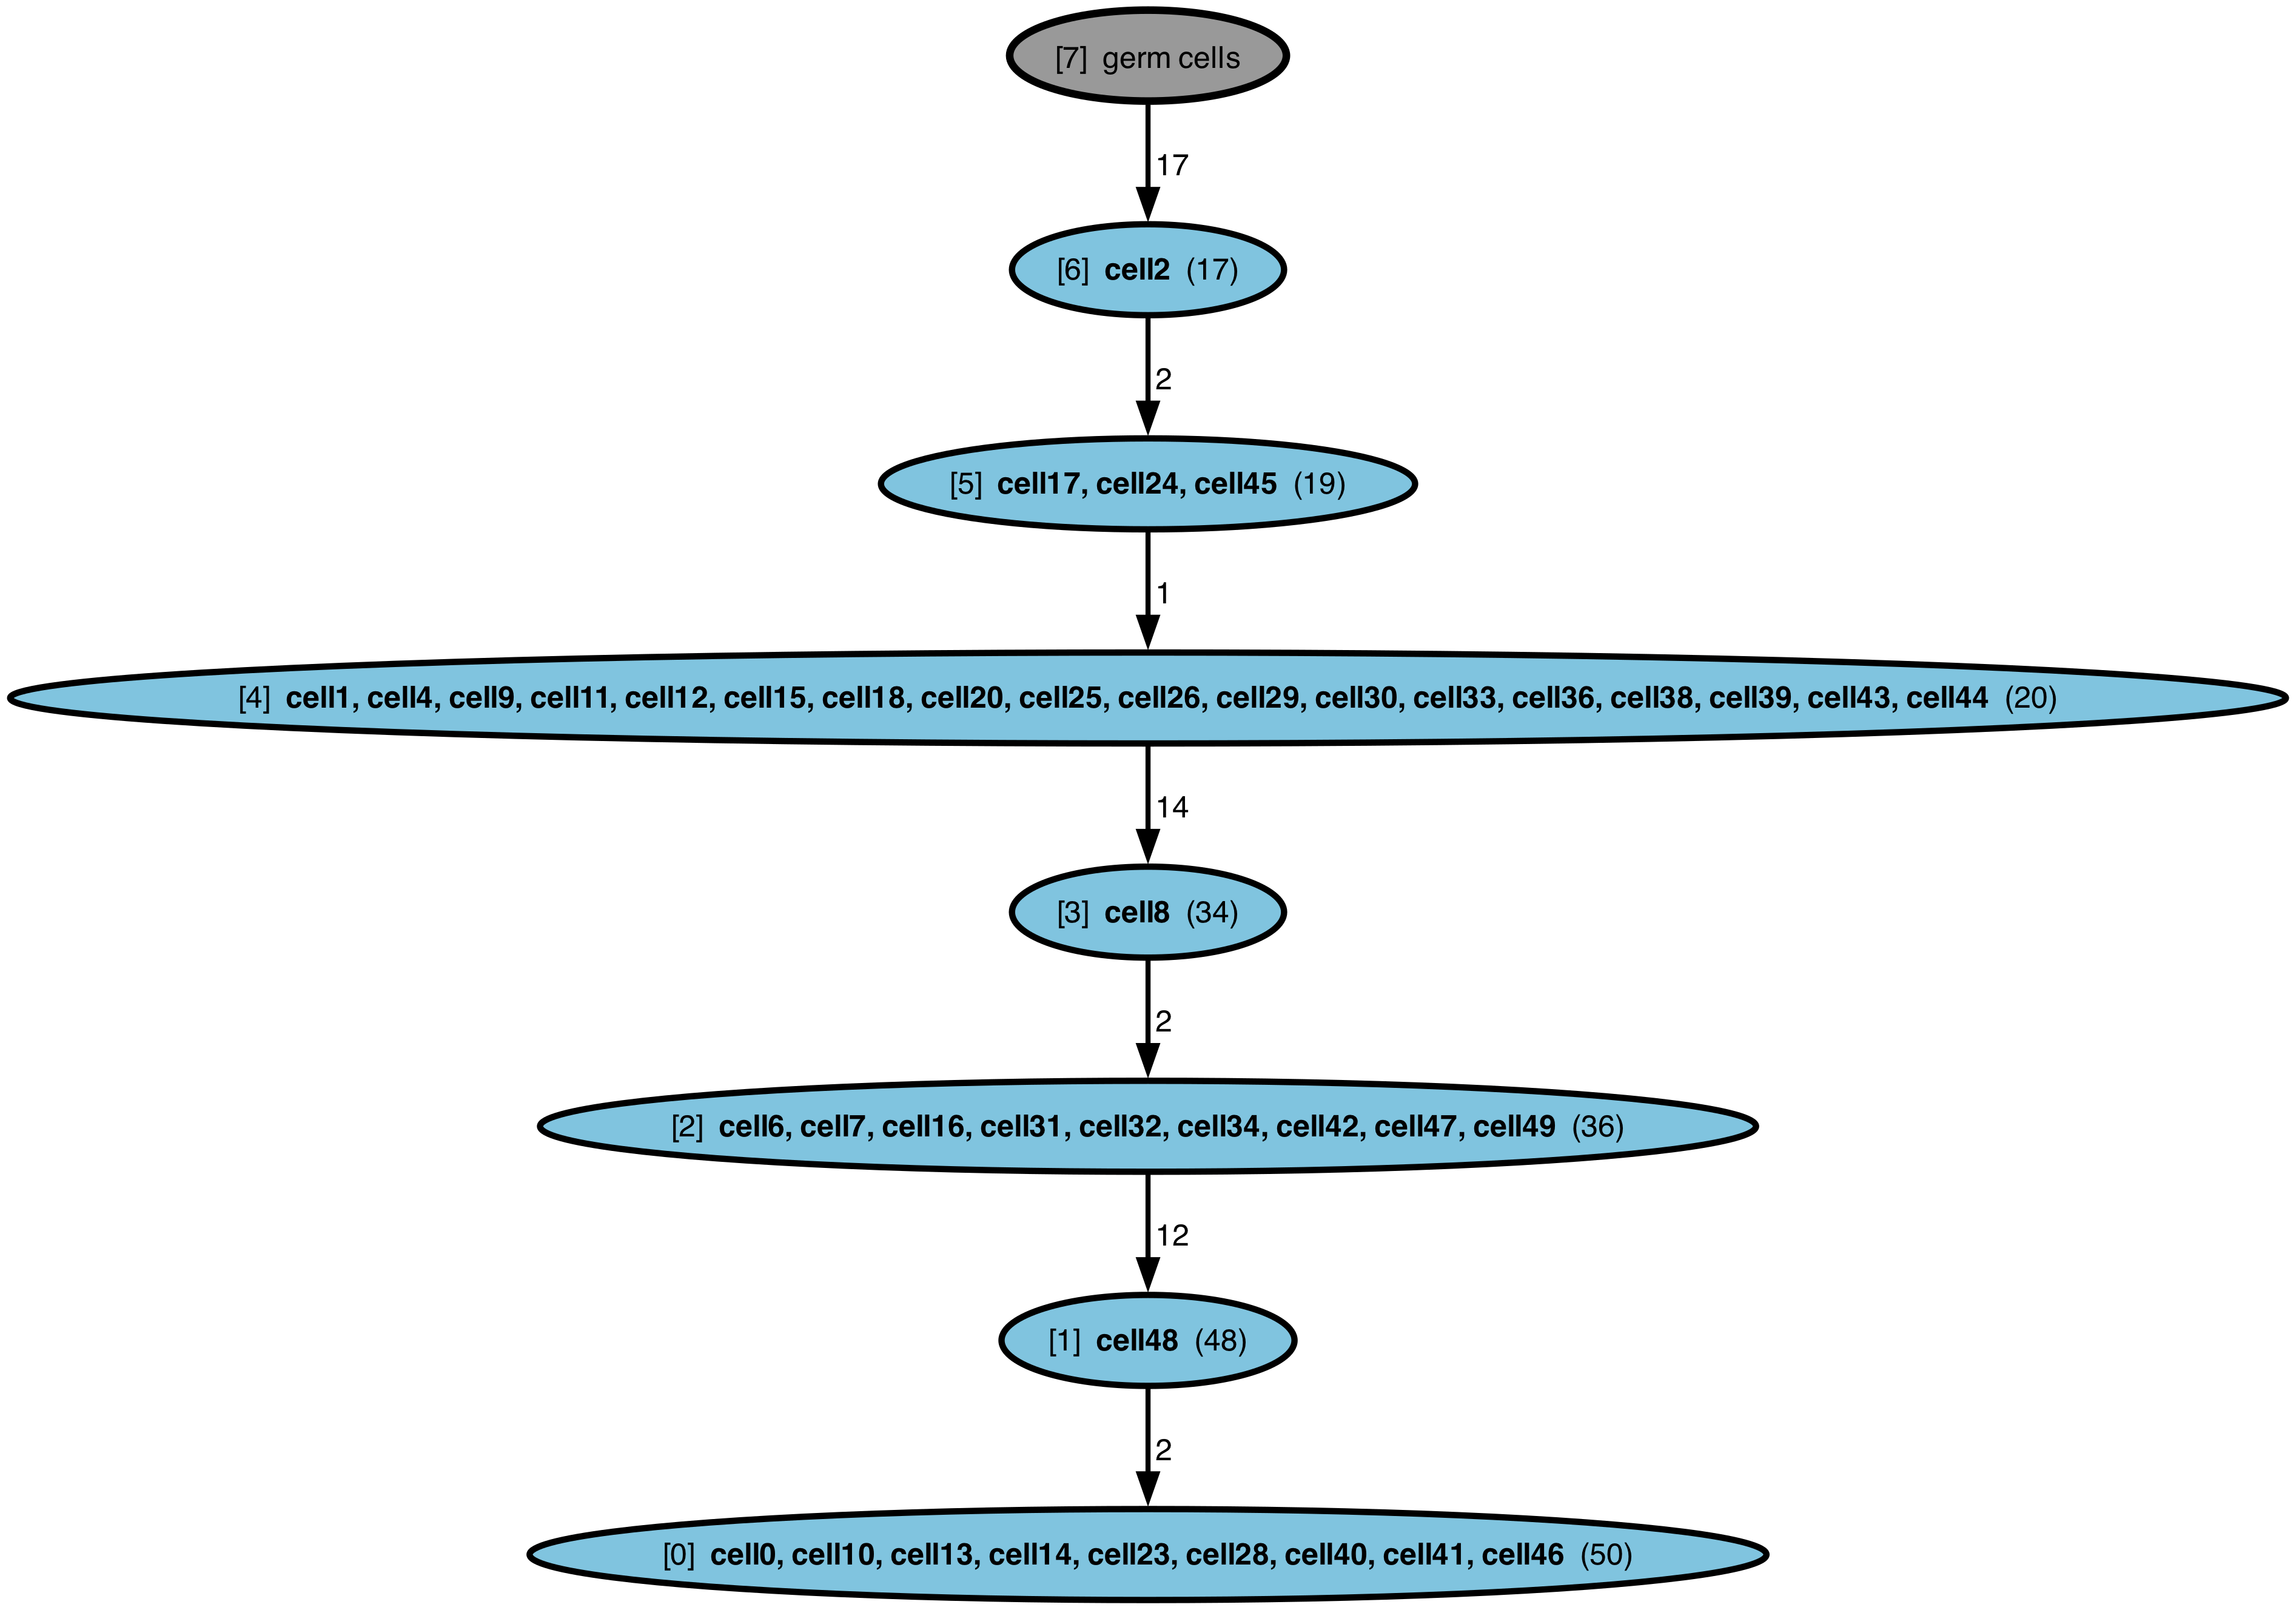 [7] germ cells
17
[6] cell2 (17)
2
[5] cell17, cell24, cell45 (19)
1
[4] cell1, cell4, cell9, cell11, cell12, cell15, cell18, cell20, cell25, cell26, cell29, cell30, cell33, cell36, cell38, cell39, cell43, cell44 (20)
14
[3] cell8 (34)
2
[2] cell6, cell7, cell16, cell31, cell32, cell34, cell42, cell47, cell49 (36)
12
[1] cell48 (48)
2
[0] cell0, cell10, cell13, cell14, cell23, cell28, cell40, cell41, cell46 (50)